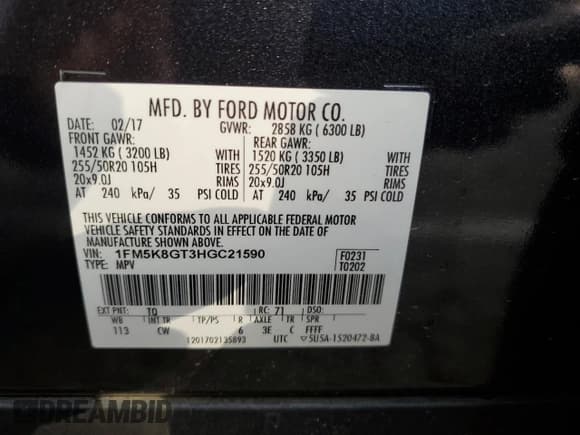 MFD. BY FORD MOTOR CO.
DATE: 02/17 GVWR: 2858 KG ( 6300 LB)
FRONT GAWR: REAR GAWR:
1452 KG ( 3200 LB) WITH 1520 KG ( 3350 LB) WITH
255/50R20 105H TIRES 255/50R20 105H TIRES
20x9.0J RIMS 20x9.0J RIMS
AT 240 kPa/ 35 PSI COLD AT 240 kPa/ 35 PSI COLD
THIS VEHICLE CONFORMS TO ALL APPLICABLE FEDERAL MOTOR
VEHICLE SAFETY STANDARDS IN EFFECT ON THE DATE OF
MANUFACTURE SHOWN ABOVE.
VIN: 1FM5K8GT3HGC21590 F0231
TYPE: MPV T0202
EXT PNT: TQ RC: 71 DSO:
WB INT TR TP/PS R AXLE TR SPR
113 CW 6 3E C FFFF
1201702135893 UTC 5USA-1520472-BA
DREAMBID